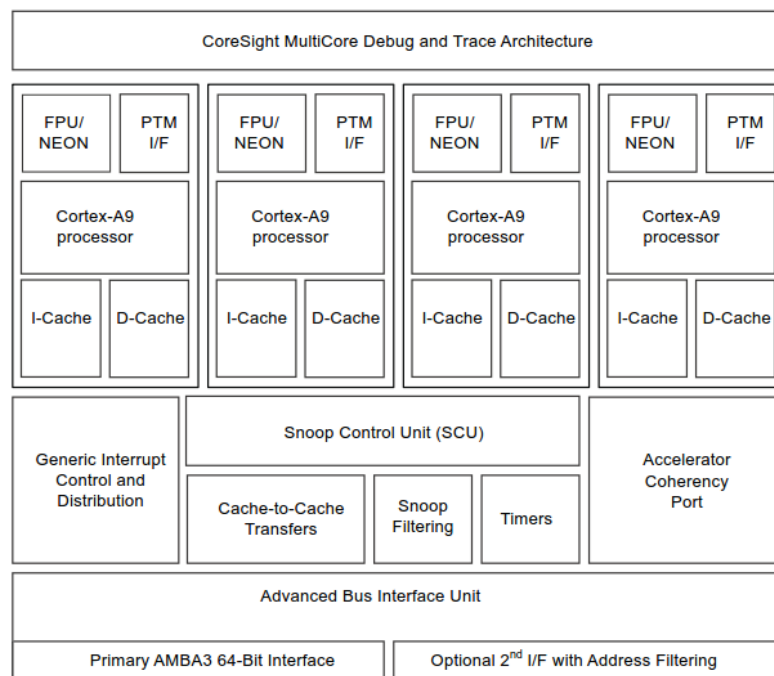 CoreSight MultiCore Debug and Trace Architecture
FPU/
NEON
PTM
I/F
Cortex-A9
processor
I-Cache
D-Cache
FPU/
NEON
PTM
I/F
Cortex-A9
processor
I-Cache
D-Cache
FPU/
NEON
PTM
I/F
Cortex-A9
processor
I-Cache
D-Cache
FPU/
NEON
PTM
I/F
Cortex-A9
processor
I-Cache
D-Cache
Generic Interrupt
Control and
Distribution
Snoop Control Unit (SCU)
Cache-to-Cache
Transfers
Snoop
Filtering
Timers
Accelerator
Coherency
Port
Advanced Bus Interface Unit
Primary AMBA3 64-Bit Interface
Optional 2nd I/F with Address Filtering